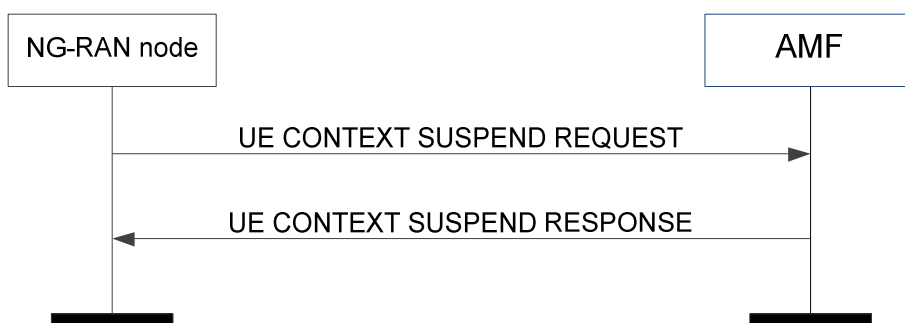 NG-RAN node
AMF
UE CONTEXT SUSPEND REQUEST
UE CONTEXT SUSPEND RESPONSE